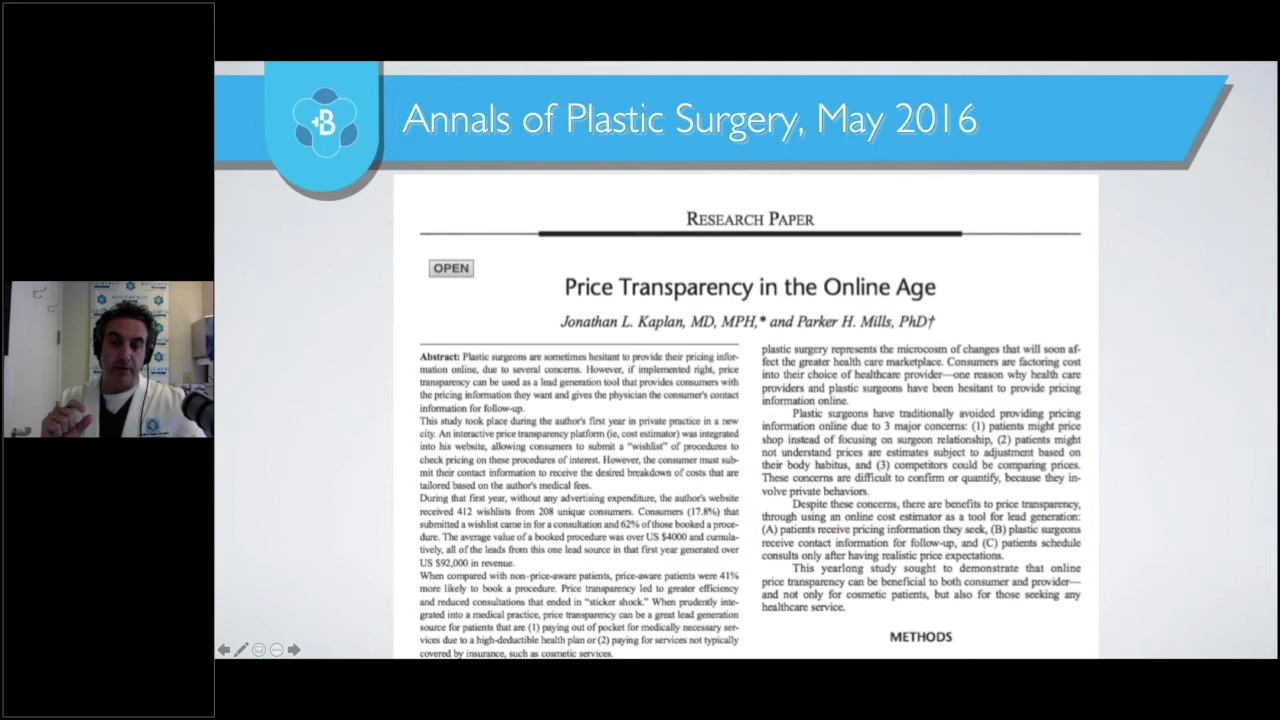 B
Annals of Plastic Surgery, May 2016
RESEARCH PAPER
OPEN
Price Transparency in the Online Age
Jonathan L. Kaplan, MD, MPH,* and Parker H. Mills, PhD†
Abstract: Plastic surgeons are sometimes hesitant to provide their pricing infor-
mation online, due to several concerns. However, if implemented right, price
transparency can be used as a lead generation tool that provides consumers with
the pricing information they want and gives the physician the consumer's contact
information for follow-up.
This study took place during the author's first year in private practice in a new
city. An interactive price transparency platform (ie, cost estimator) was integrated
into his website, allowing consumers to submit a "wishlist" of procedures to
check pricing on these procedures of interest. However, the consumer must sub-
mit their contact information to receive the desired breakdown of costs that are
tailored based on the author's medical fees.
During that first year, without any advertising expenditure, the author's website
received 412 wishlists from 208 unique consumers. Consumers (17.8%) that
submitted a wishlist came in for a consultation and 62% of those booked a proce-
dure. The average value of a booked procedure was over US $4000 and cumula-
tively, all of the leads from this one lead source in that first year generated over
US $92,000 in revenue.
When compared with non–price-aware patients, price-aware patients were 41%
more likely to book a procedure. Price transparency led to greater efficiency
and reduced consultations that ended in "sticker shock." When prudently inte-
grated into a medical practice, price transparency can be a great lead generation
source for patients that are (1) paying out of pocket for medically necessary ser-
vices due to a high-deductible health plan or (2) paying for services not typically
covered by insurance, such as cosmetic services.
plastic surgery represents the microcosm of changes that will soon af-
fect the greater health care marketplace. Consumers are factoring cost
into their choice of healthcare provider—one reason why health care
providers and plastic surgeons have been hesitant to provide pricing
information online.
Plastic surgeons have traditionally avoided providing pricing
information online due to 3 major concerns: (1) patients might price
shop instead of focusing on surgeon relationship, (2) patients might
not understand prices are estimates subject to adjustment based on
their body habitus, and (3) competitors could be comparing prices.
These concerns are difficult to confirm or quantify, because they in-
volve private behaviors.
Despite these concerns, there are benefits to price transparency,
through using an online cost estimator as a tool for lead generation:
(A) patients receive pricing information they seek, (B) plastic surgeons
receive contact information for follow-up, and (C) patients schedule
consults only after having realistic price expectations.
This yearlong study sought to demonstrate that online
price transparency can be beneficial to both consumer and provider—
and not only for cosmetic patients, but also for those seeking any
healthcare service.
METHODS